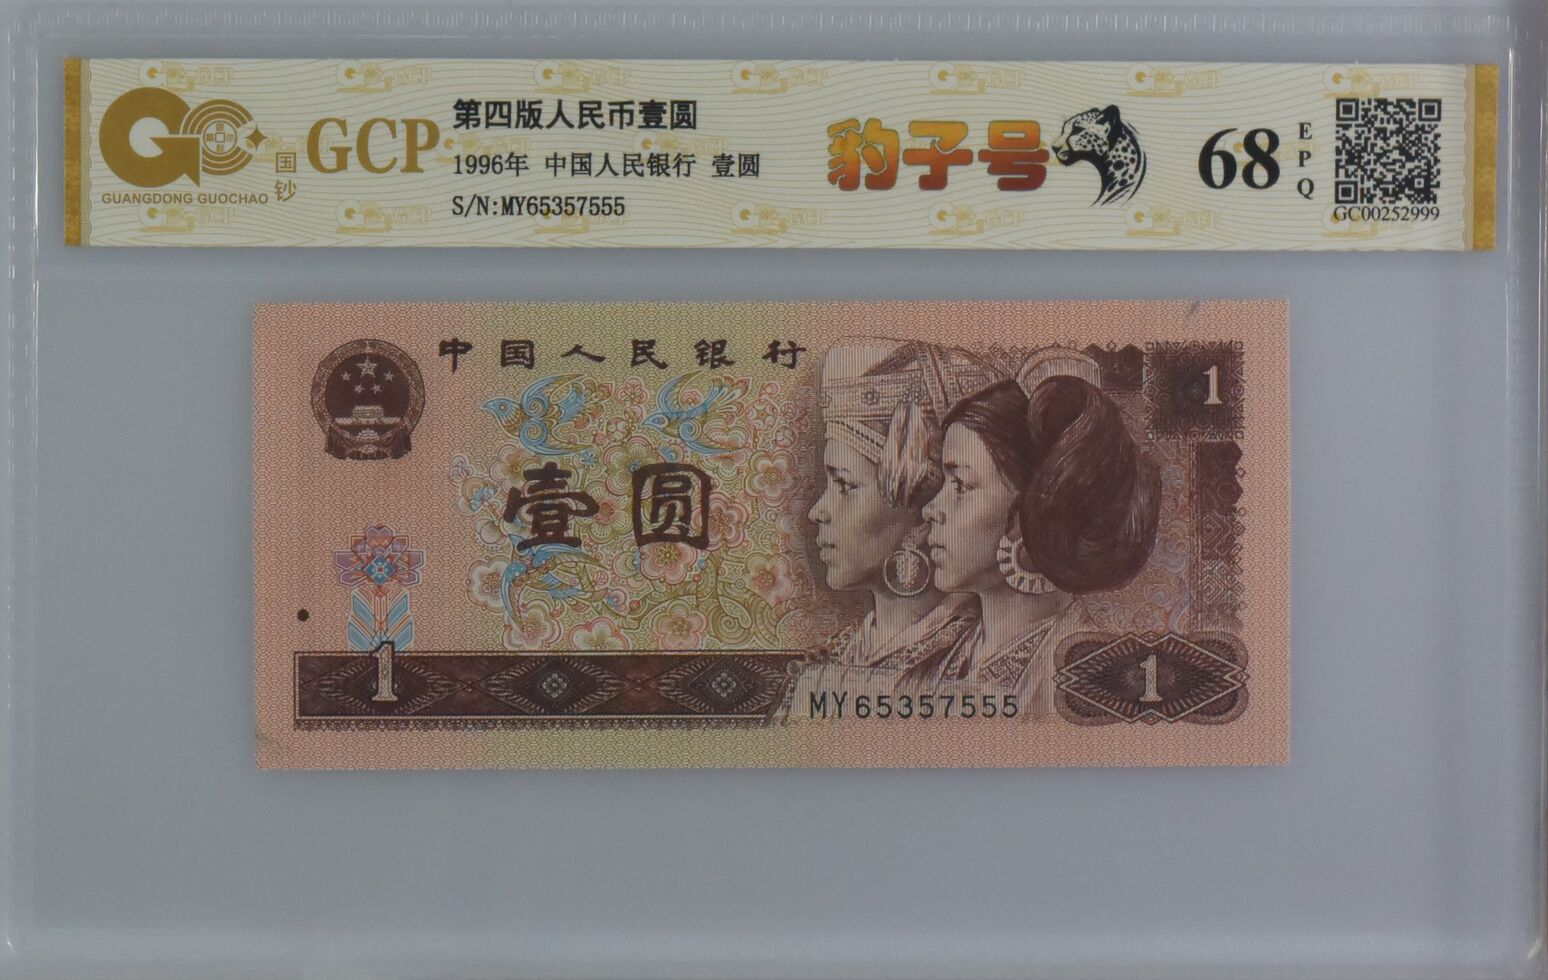 国钞
GUANGDONG GUOCHAO
GCP
第四版人民币壹圆
1996年 中国人民银行 壹圆
S/N:MY65357555
豹子号
68
EPQ
GC00252999
中国人民银行
1
壹圆
1
1
MY65357555